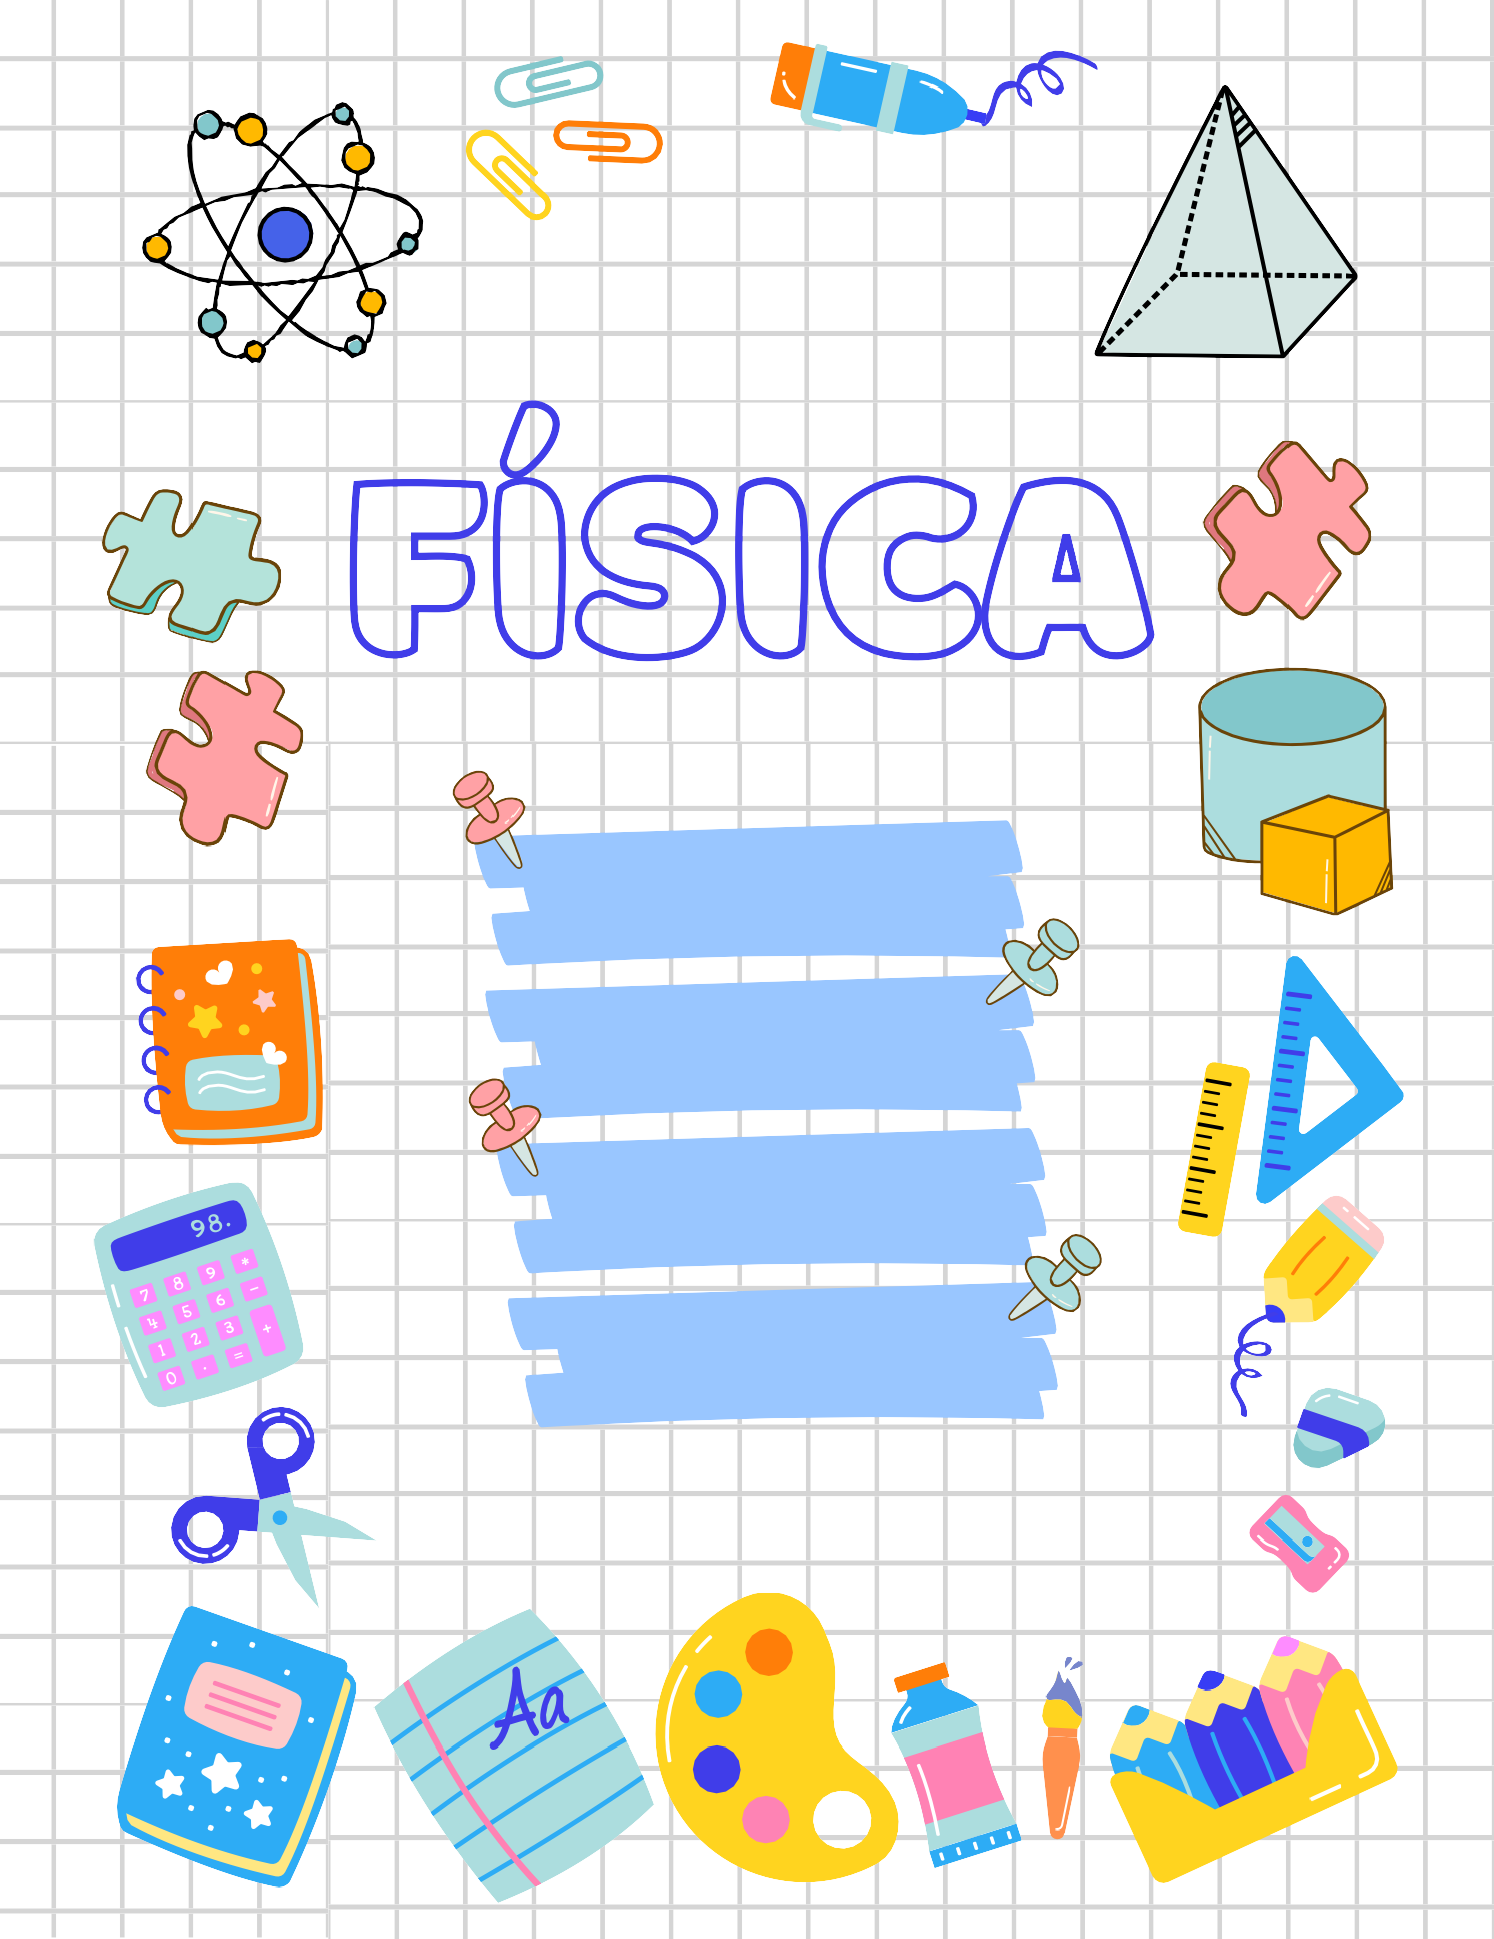 FÍSICA
98.
7 8 9 *
4 5 6 -
1 2 3 +
0 . =
Aa